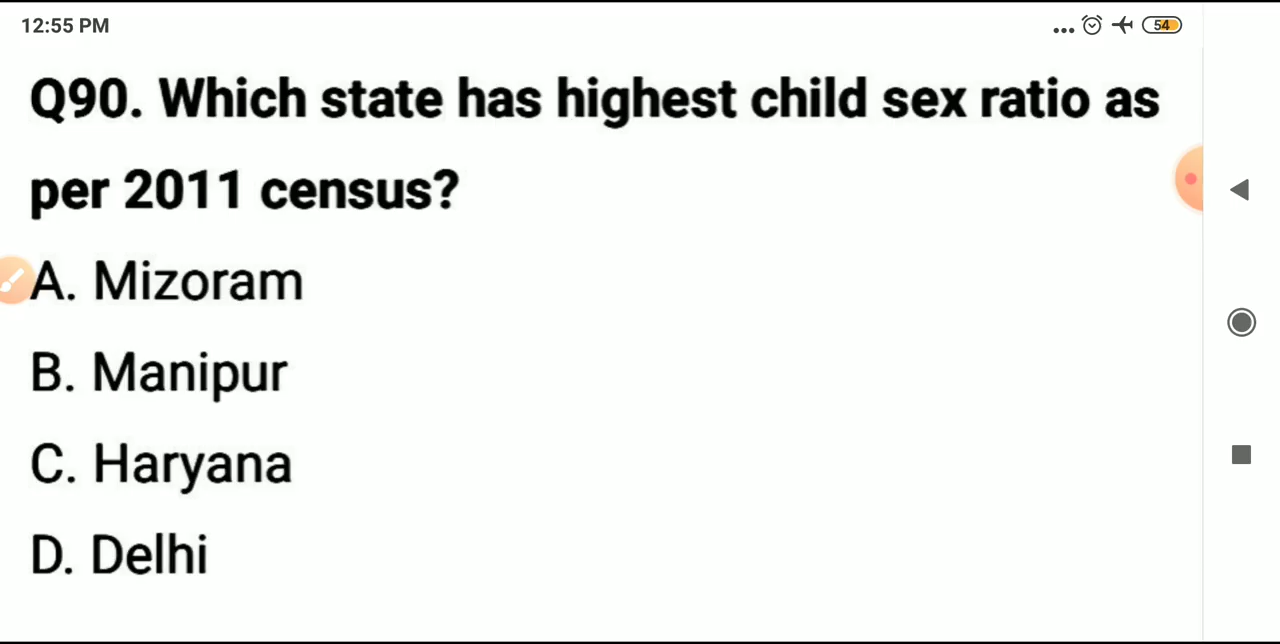 12:55 PM
54
Q90. Which state has highest child sex ratio as
per 2011 census?
A. Mizoram
B. Manipur
C. Haryana
D. Delhi